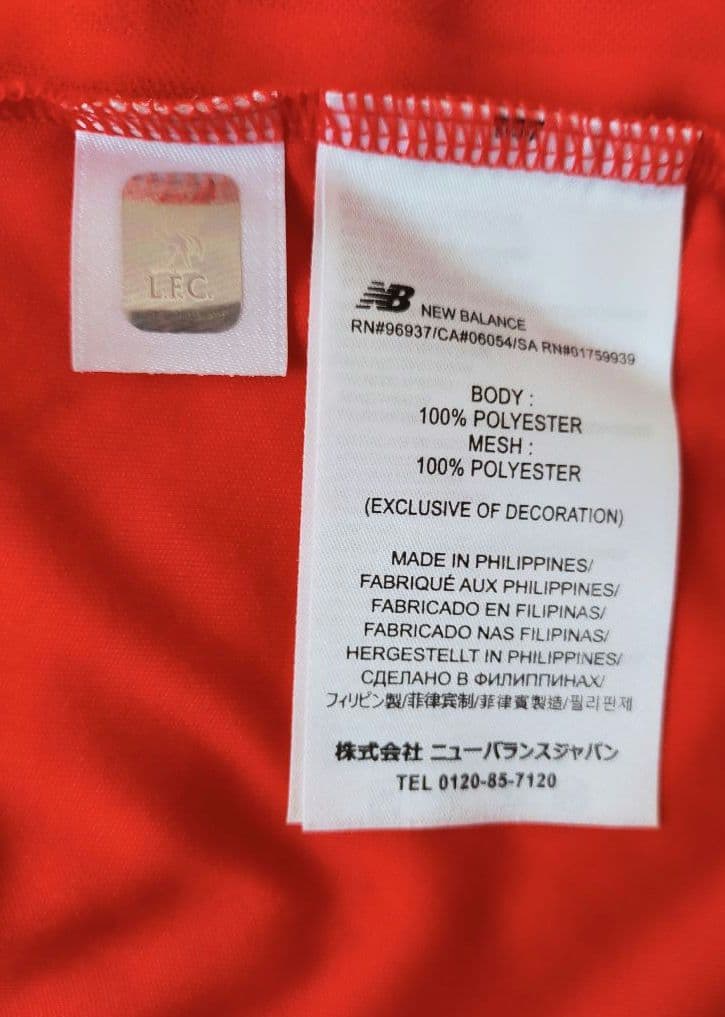 L.F.C.
NB NEW BALANCE
RN#96937/CA#06054/SA RN#01759939
BODY :
100% POLYESTER
MESH :
100% POLYESTER
(EXCLUSIVE OF DECORATION)
MADE IN PHILIPPINES/
FABRIQUÉ AUX PHILIPPINES/
FABRICADO EN FILIPINAS/
FABRICADO NAS FILIPINAS/
HERGESTELLT IN PHILIPPINES/
СДЕЛАНО В ФИЛИППИНАХ/
フィリピン製/菲律宾制/菲律賓製造/필리핀제
株式会社 ニューバランスジャパン
TEL 0120-85-7120